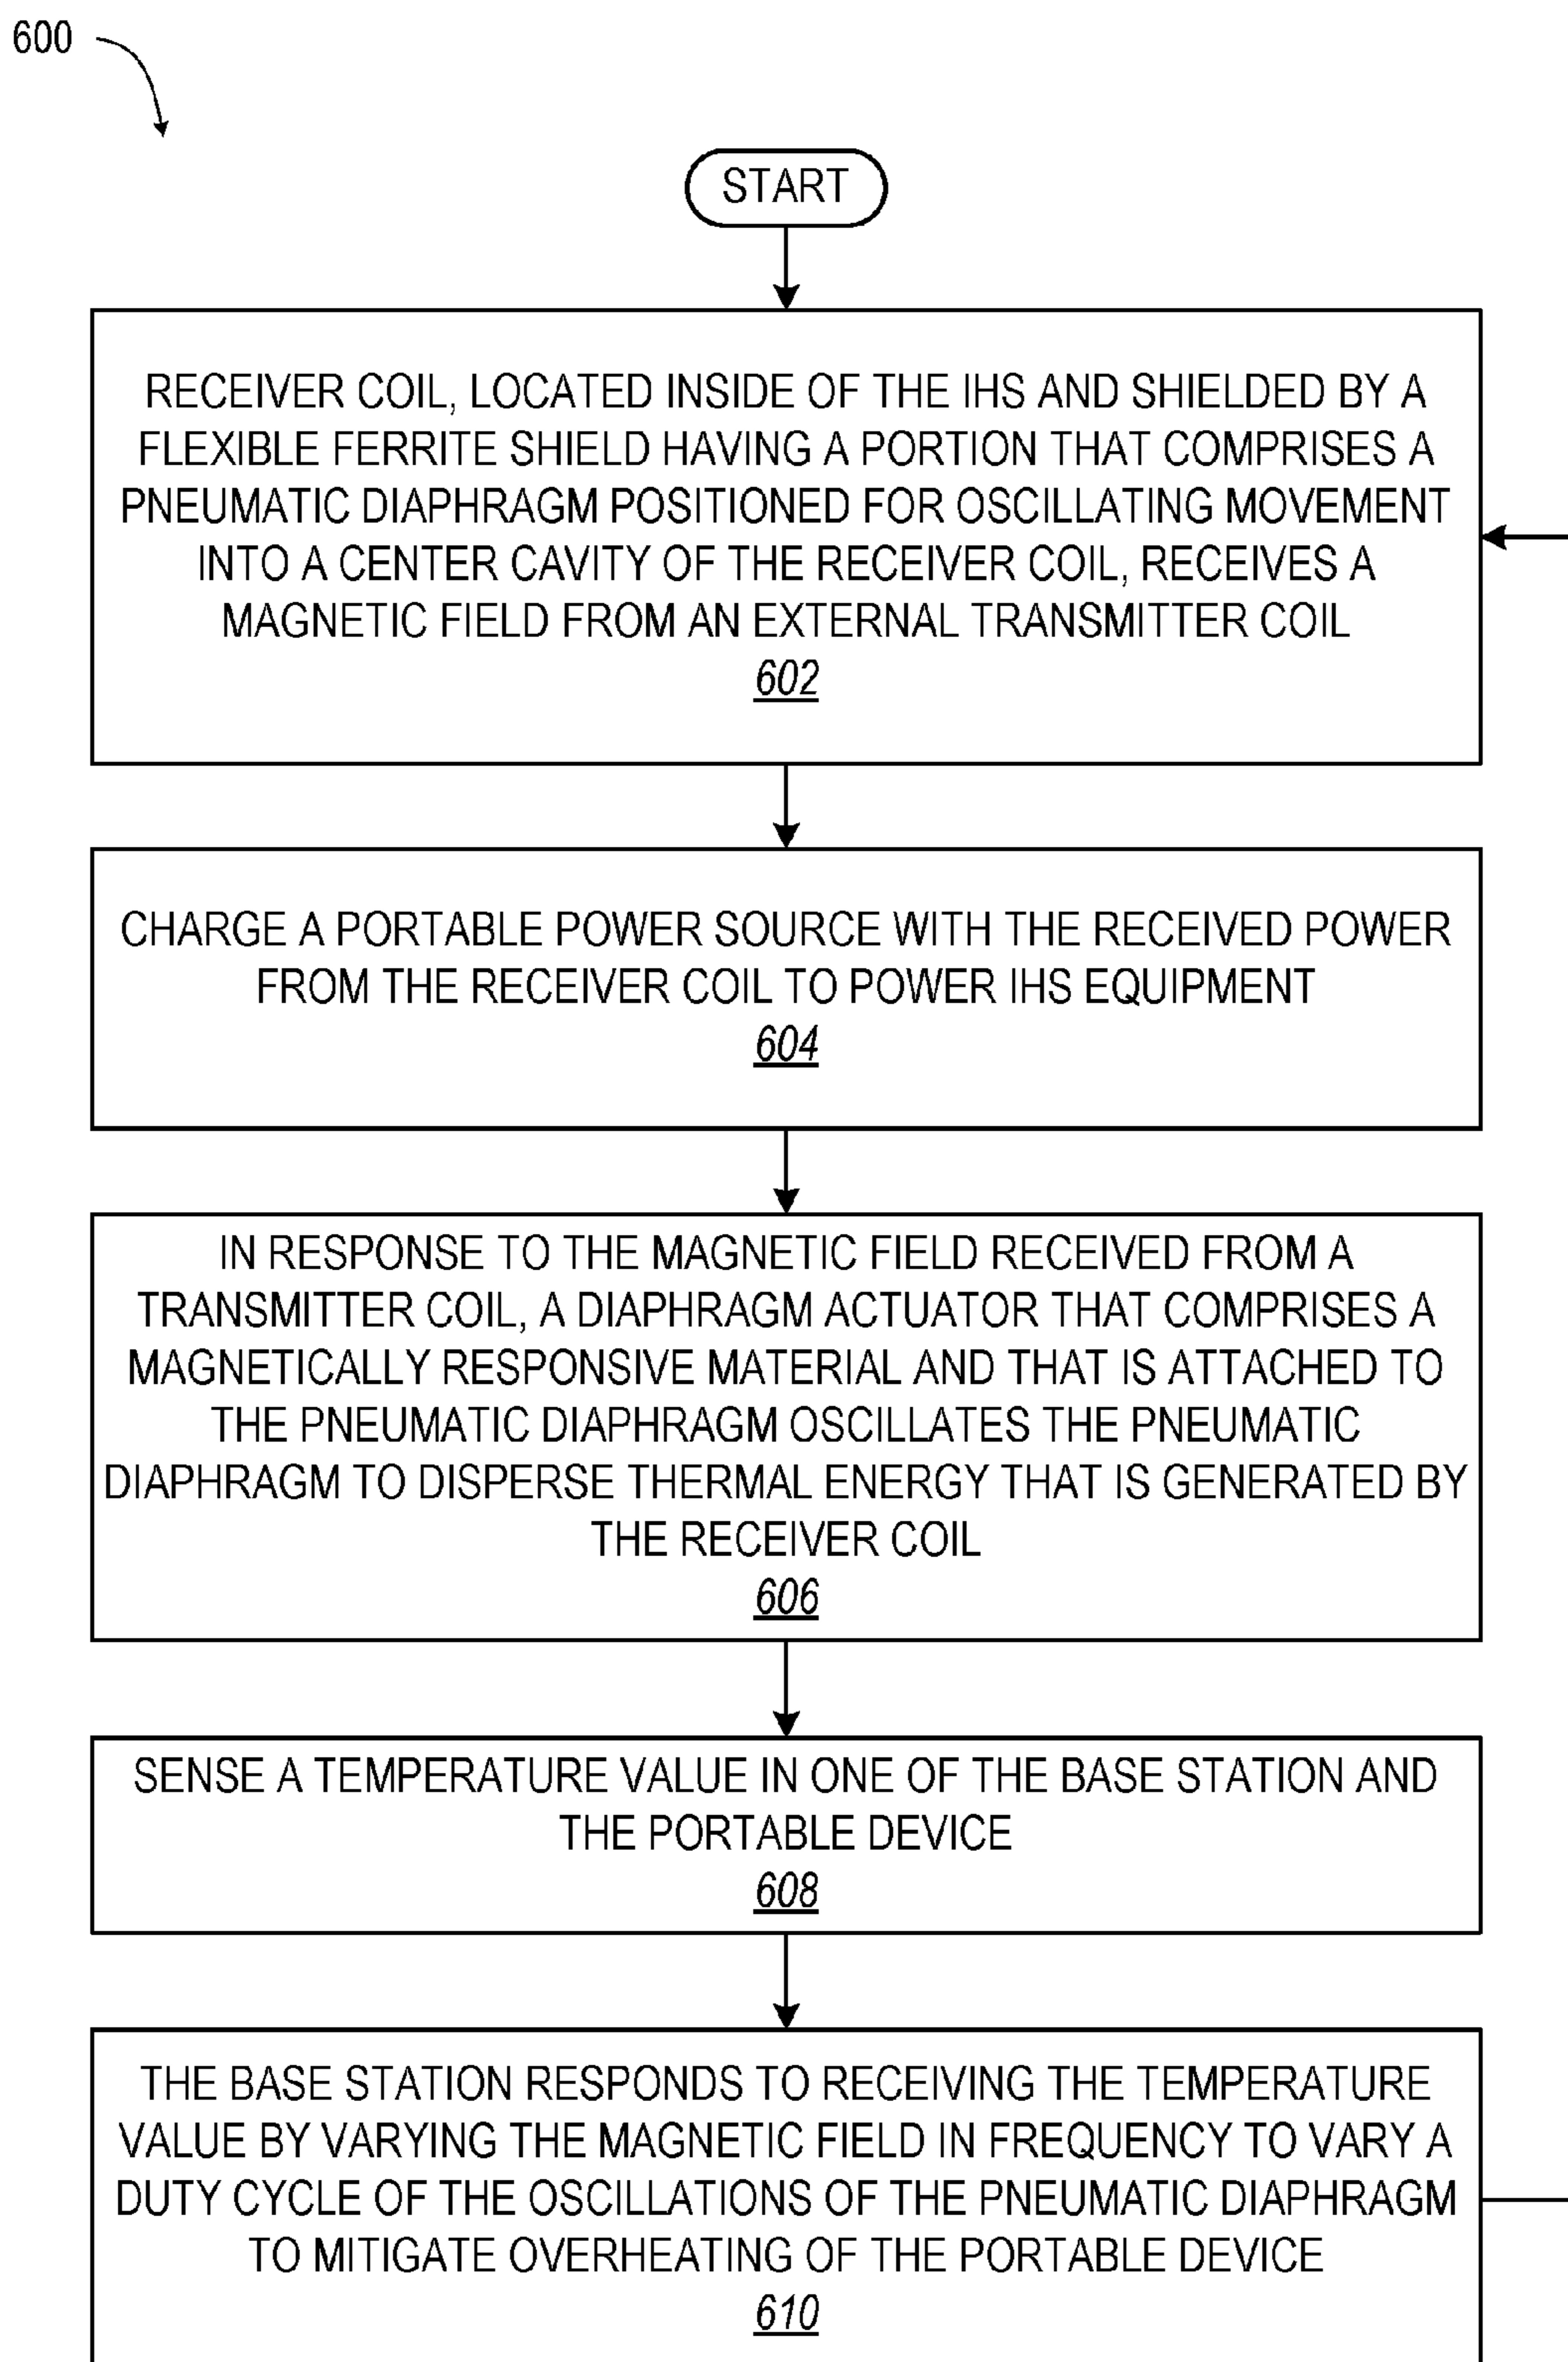 600
START
RECEIVER COIL, LOCATED INSIDE OF THE IHS AND SHIELDED BY A
FLEXIBLE FERRITE SHIELD HAVING A PORTION THAT COMPRISES A
PNEUMATIC DIAPHRAGM POSITIONED FOR OSCILLATING MOVEMENT
INTO A CENTER CAVITY OF THE RECEIVER COIL, RECEIVES A
MAGNETIC FIELD FROM AN EXTERNAL TRANSMITTER COIL
602
CHARGE A PORTABLE POWER SOURCE WITH THE RECEIVED POWER
FROM THE RECEIVER COIL TO POWER IHS EQUIPMENT
604
IN RESPONSE TO THE MAGNETIC FIELD RECEIVED FROM A
TRANSMITTER COIL, A DIAPHRAGM ACTUATOR THAT COMPRISES A
MAGNETICALLY RESPONSIVE MATERIAL AND THAT IS ATTACHED TO
THE PNEUMATIC DIAPHRAGM OSCILLATES THE PNEUMATIC
DIAPHRAGM TO DISPERSE THERMAL ENERGY THAT IS GENERATED BY
THE RECEIVER COIL
606
SENSE A TEMPERATURE VALUE IN ONE OF THE BASE STATION AND
THE PORTABLE DEVICE
608
THE BASE STATION RESPONDS TO RECEIVING THE TEMPERATURE
VALUE BY VARYING THE MAGNETIC FIELD IN FREQUENCY TO VARY A
DUTY CYCLE OF THE OSCILLATIONS OF THE PNEUMATIC DIAPHRAGM
TO MITIGATE OVERHEATING OF THE PORTABLE DEVICE
610